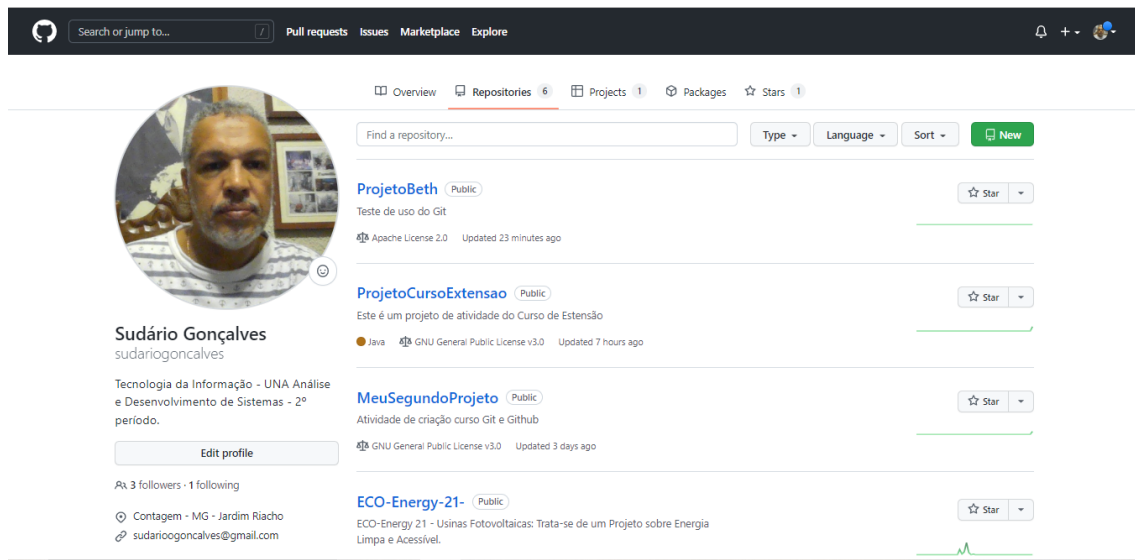 Search or jump to... /
Pull requests Issues Marketplace Explore
Overview Repositories 6 Projects 1 Packages Stars 1
Find a repository...
Type Language Sort New
ProjetoBeth Public
Star
Teste de uso do Git
Apache License 2.0 Updated 23 minutes ago
ProjetoCursoExtensao Public
Star
Este é um projeto de atividade do Curso de Estensão
Java GNU General Public License v3.0 Updated 7 hours ago
MeuSegundoProjeto Public
Star
Atividade de criação curso Git e Github
GNU General Public License v3.0 Updated 3 days ago
ECO-Energy-21- Public
Star
ECO-Energy 21 - Usinas Fotovoltaicas: Trata-se de um Projeto sobre Energia
Limpa e Acessível.
Sudário Gonçalves
sudariogoncalves
Tecnologia da Informação - UNA Análise
e Desenvolvimento de Sistemas - 2º
período.
Edit profile
3 followers · 1 following
Contagem - MG - Jardim Riacho
sudarioogoncalves@gmail.com